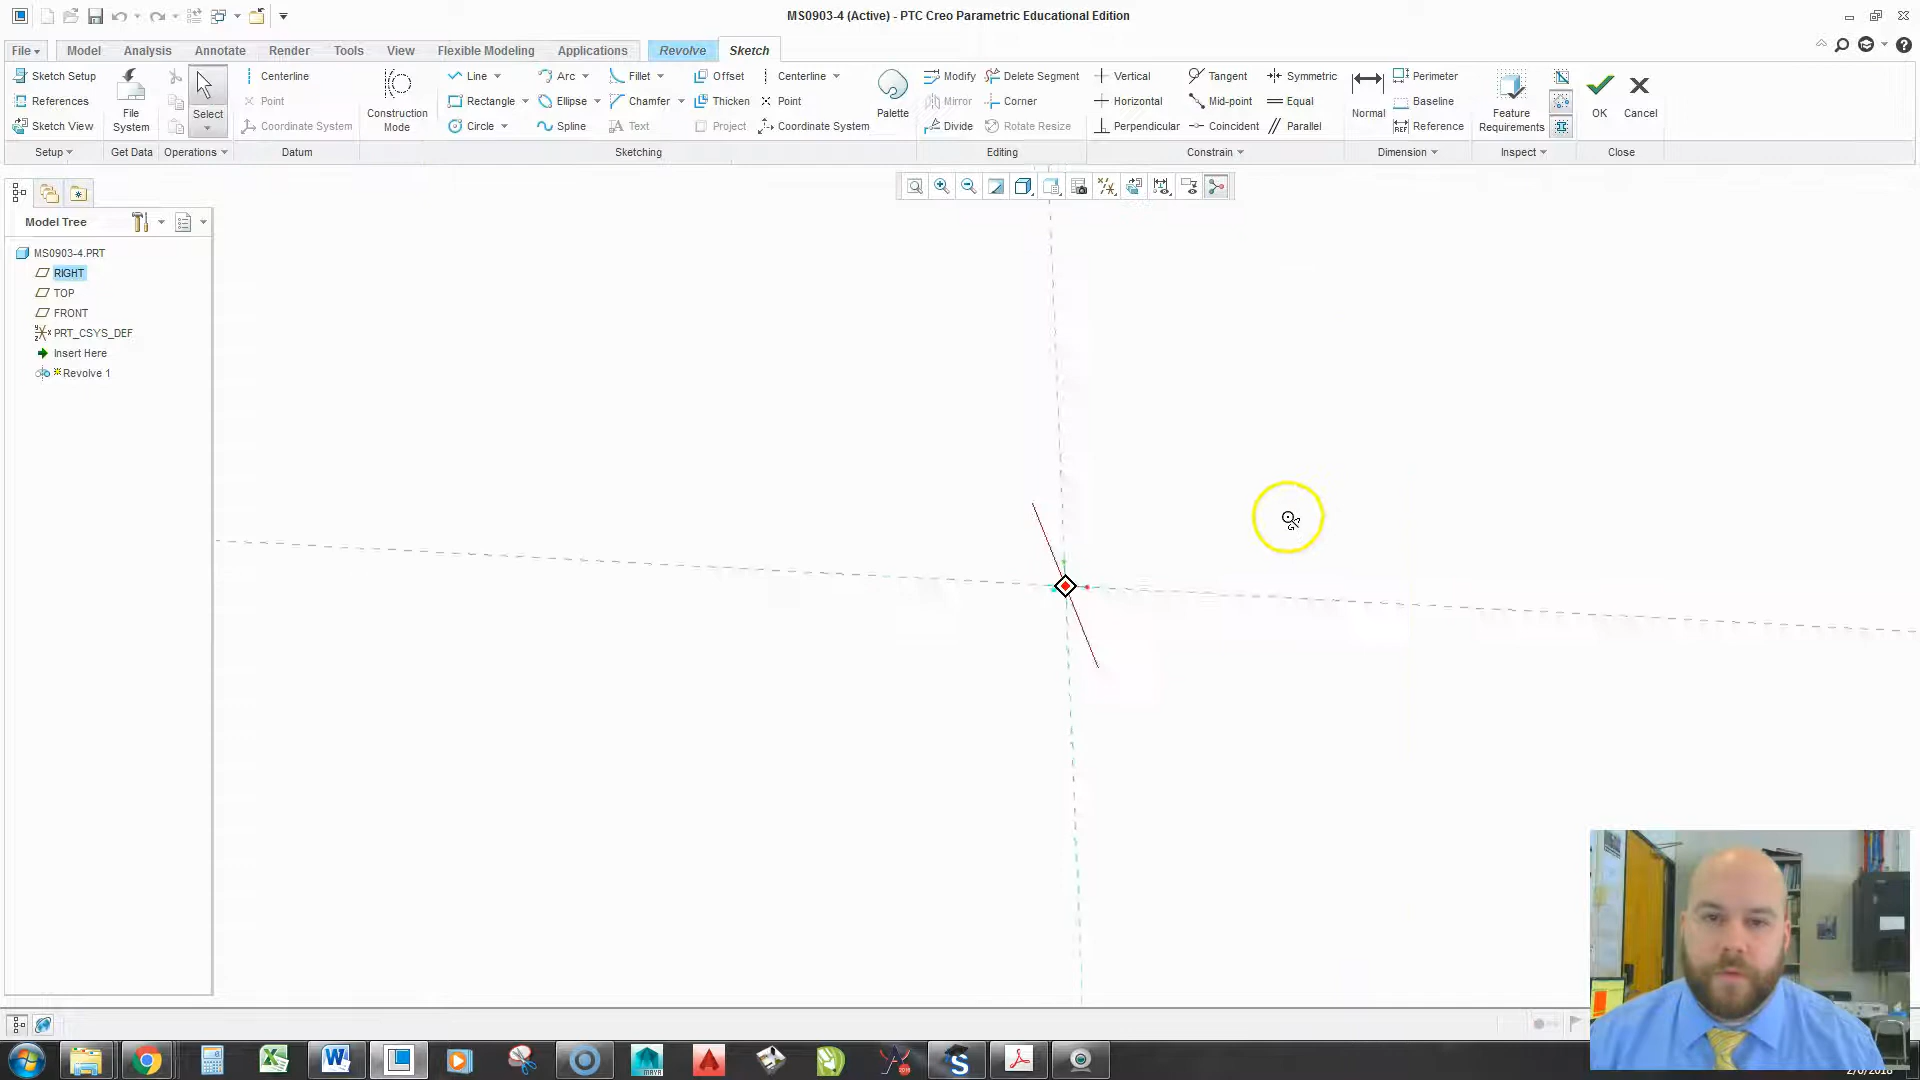 MS0903-4 (Active) - PTC Creo Parametric Educational Edition
File Model Analysis Annotate Render Tools View Flexible Modeling Applications Revolve Sketch
Sketch Setup Centerline Line Arc Fillet Offset Centerline Modify Delete Segment Vertical Tangent Symmetric Perimeter
References Point Rectangle Ellipse Chamfer Thicken Point Mirror Corner Horizontal Mid-point Equal Baseline
Sketch View Coordinate System Circle Spline Text Project Coordinate System Divide Rotate Resize Perpendicular Coincident Parallel REF Reference
File System Select Construction Mode Palette Normal Feature Requirements OK Cancel
Setup Get Data Operations Datum Sketching Editing Constrain Dimension Inspect Close
Model Tree
MS0903-4.PRT
RIGHT
TOP
FRONT
PRT_CSYS_DEF
Insert Here
Revolve 1
MAYA